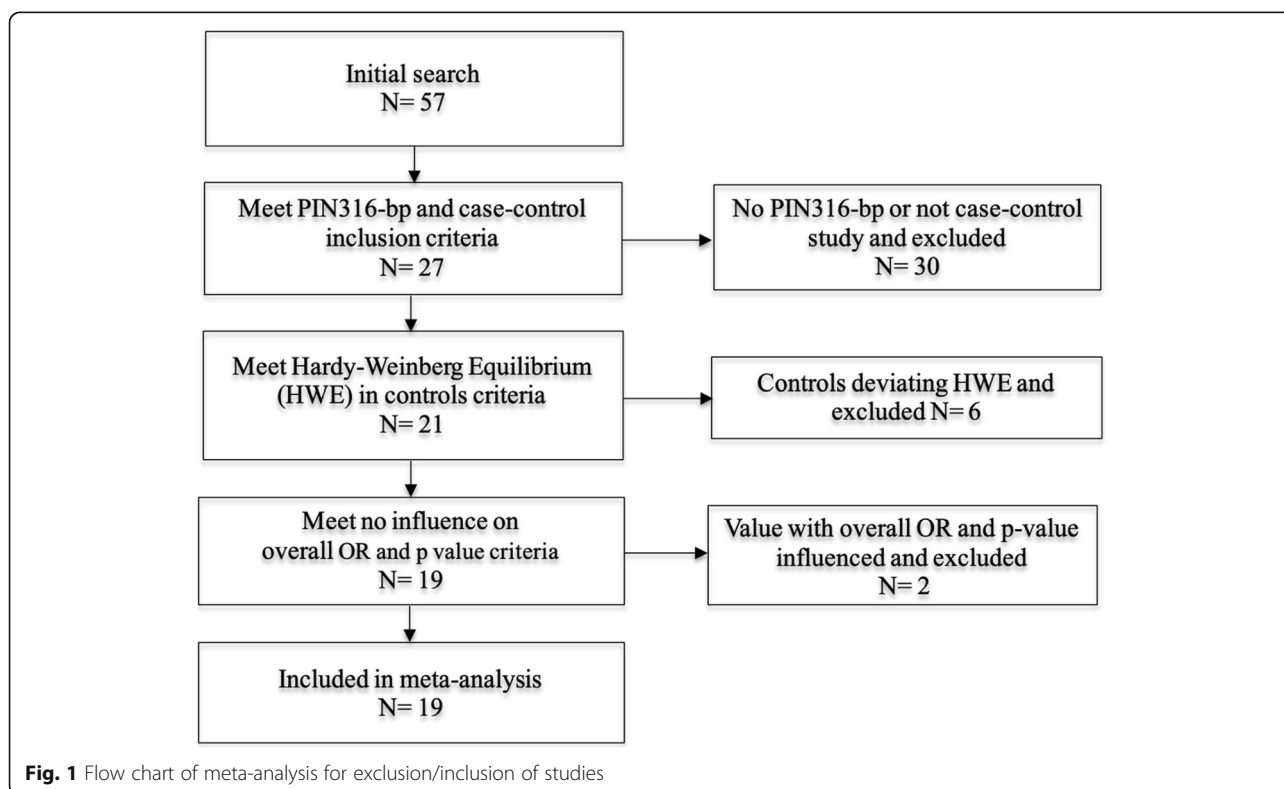 Initial search
N= 57
Meet PIN316-bp and case-control
inclusion criteria
N= 27
No PIN316-bp or not case-control
study and excluded
N= 30
Meet Hardy-Weinberg Equilibrium
(HWE) in controls criteria
N= 21
Controls deviating HWE and
excluded N= 6
Meet no influence on
overall OR and p value criteria
N= 19
Value with overall OR and p-value
influenced and excluded
N= 2
Included in meta-analysis
N= 19
Fig. 1 Flow chart of meta-analysis for exclusion/inclusion of studies